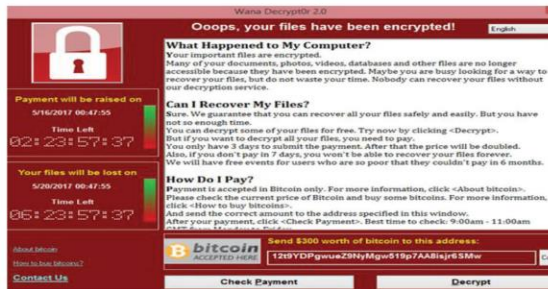 Wana Decrypt0r 2.0
Ooops, your files have been encrypted!
English
What Happened to My Computer?
Your important files are encrypted.
Many of your documents, photos, videos, databases and other files are no longer
accessible because they have been encrypted. Maybe you are busy looking for a way to
recover your files, but do not waste your time. Nobody can recover your files without
our decryption service.
Can I Recover My Files?
Sure. We guarantee that you can recover all your files safely and easily. But you have
not so enough time.
You can decrypt some of your files for free. Try now by clicking <Decrypt>.
But if you want to decrypt all your files, you need to pay.
You only have 3 days to submit the payment. After that the price will be doubled.
Also, if you don't pay in 7 days, you won't be able to recover your files forever.
We will have free events for users who are so poor that they couldn't pay in 6 months.
How Do I Pay?
Payment is accepted in Bitcoin only. For more information, click <About bitcoin>.
Please check the current price of Bitcoin and buy some bitcoins. For more information,
click <How to buy bitcoins>.
And send the correct amount to the address specified in this window.
After your payment, click <Check Payment>. Best time to check: 9:00am - 11:00am
Payment will be raised on
5/16/2017 00:47:55
Time Left
02:23:57:37
Your files will be lost on
5/20/2017 00:47:55
Time Left
06:23:57:37
About bitcoin
How to buy bitcoins?
Contact Us
bitcoin
ACCEPTED HERE
Send $300 worth of bitcoin to this address:
12t9YDPgwueZ9NyMgw519p7AA8isjr6SMw
Check Payment
Decrypt